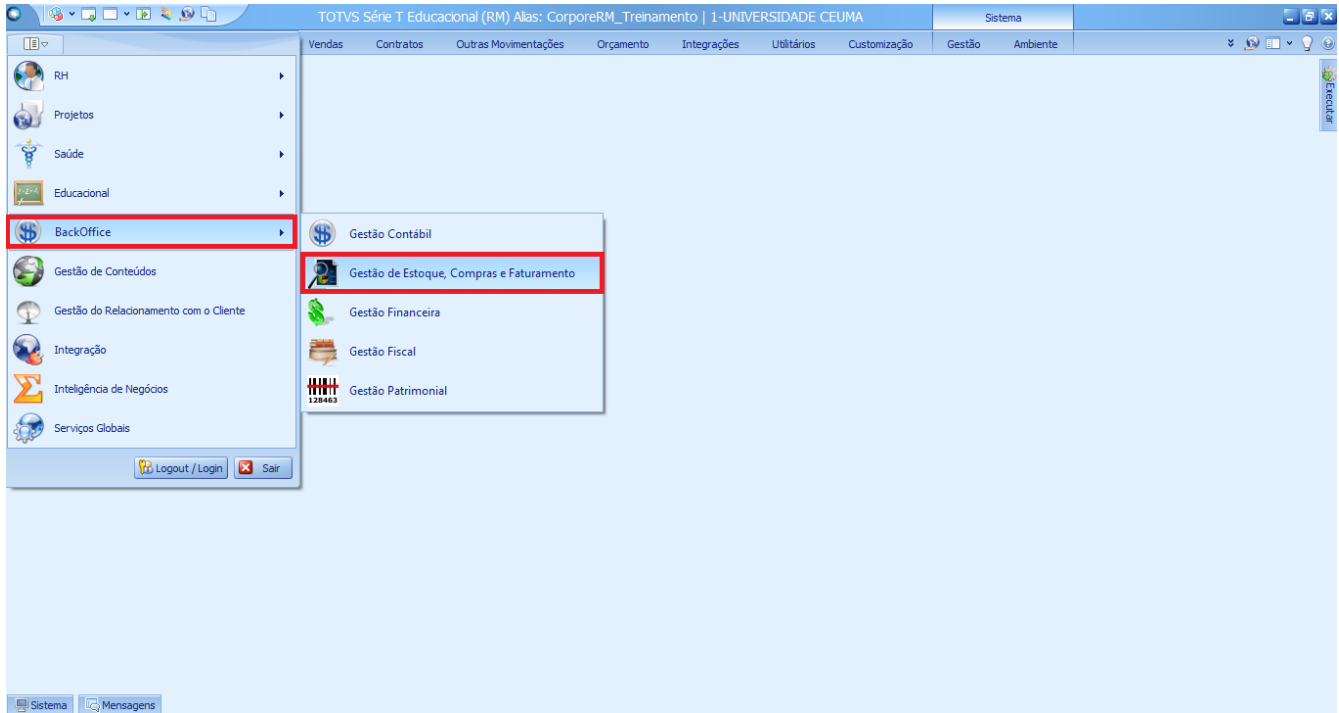 TOTVS Série T Educacional (RM) Alias: CorporeRM_Treinamento | 1-UNIVERSIDADE CEUMA
Sistema
Vendas Contratos Outras Movimentações Orçamento Integrações Utilitários Customização Gestão Ambiente
Executar
RH
Projetos
Saúde
Educacional
BackOffice
Gestão de Conteúdos
Gestão do Relacionamento com o Cliente
Integração
Inteligência de Negócios
Serviços Globais
Logout / Login Sair
Gestão Contábil
Gestão de Estoque, Compras e Faturamento
Gestão Financeira
Gestão Fiscal
128463
Gestão Patrimonial
Sistema Mensagens